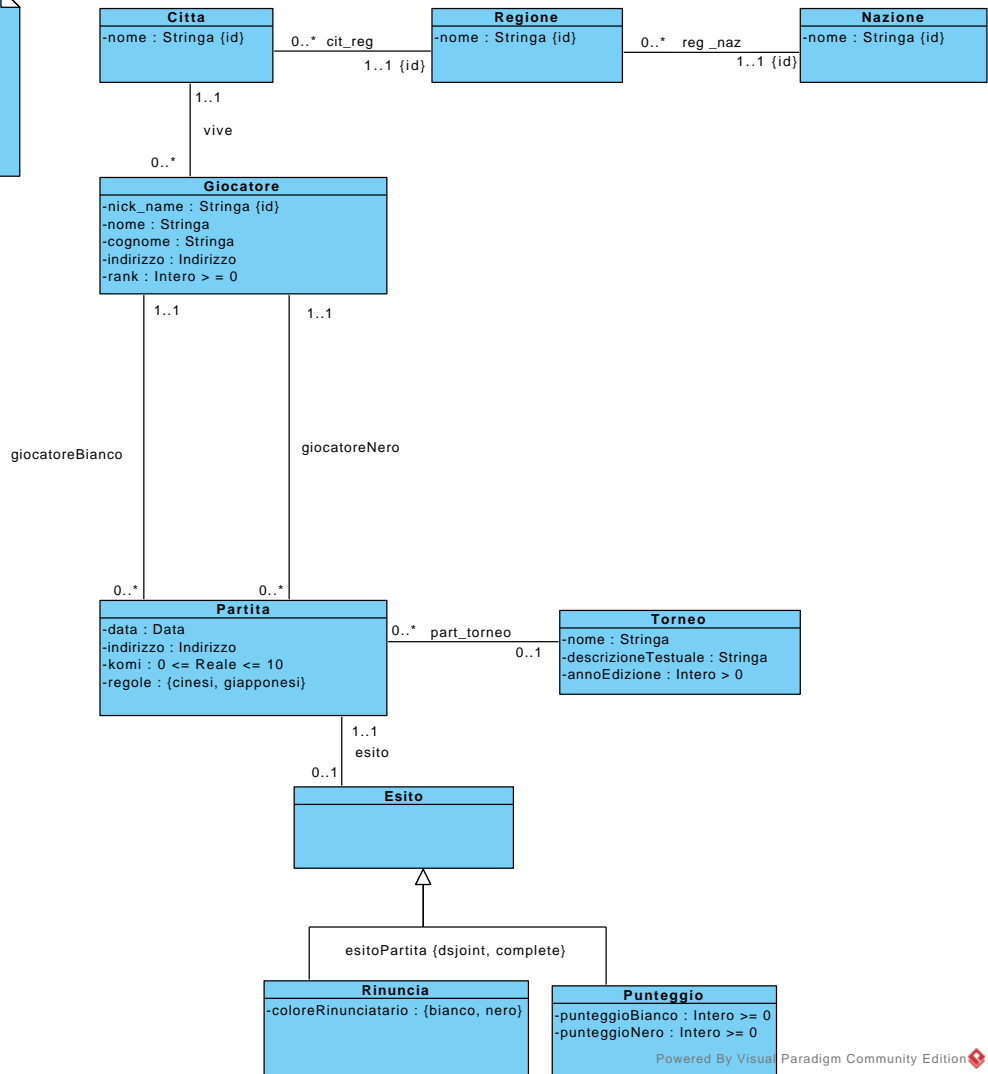 Citta
-nome : Stringa {id}
0..* cit_reg
1..1 {id}
Regione
-nome : Stringa {id}
0..* reg _naz
1..1 {id}
Nazione
-nome : Stringa {id}
1..1
vive
0..*
Giocatore
-nick_name : Stringa {id}
-nome : Stringa
-cognome : Stringa
-indirizzo : Indirizzo
-rank : Intero > = 0
1..1
1..1
giocatoreBianco
giocatoreNero
0..*
0..*
Partita
-data : Data
-indirizzo : Indirizzo
-komi : 0 <= Reale <= 10
-regole : {cinesi, giapponesi}
0..* part_torneo
0..1
Torneo
-nome : Stringa
-descrizioneTestuale : Stringa
-annoEdizione : Intero > 0
1..1
esito
0..1
Esito
esitoPartita {dsjoint, complete}
Rinuncia
-coloreRinunciatario : {bianco, nero}
Punteggio
-punteggioBianco : Intero >= 0
-punteggioNero : Intero >= 0
Powered By Visual Paradigm Community Edition